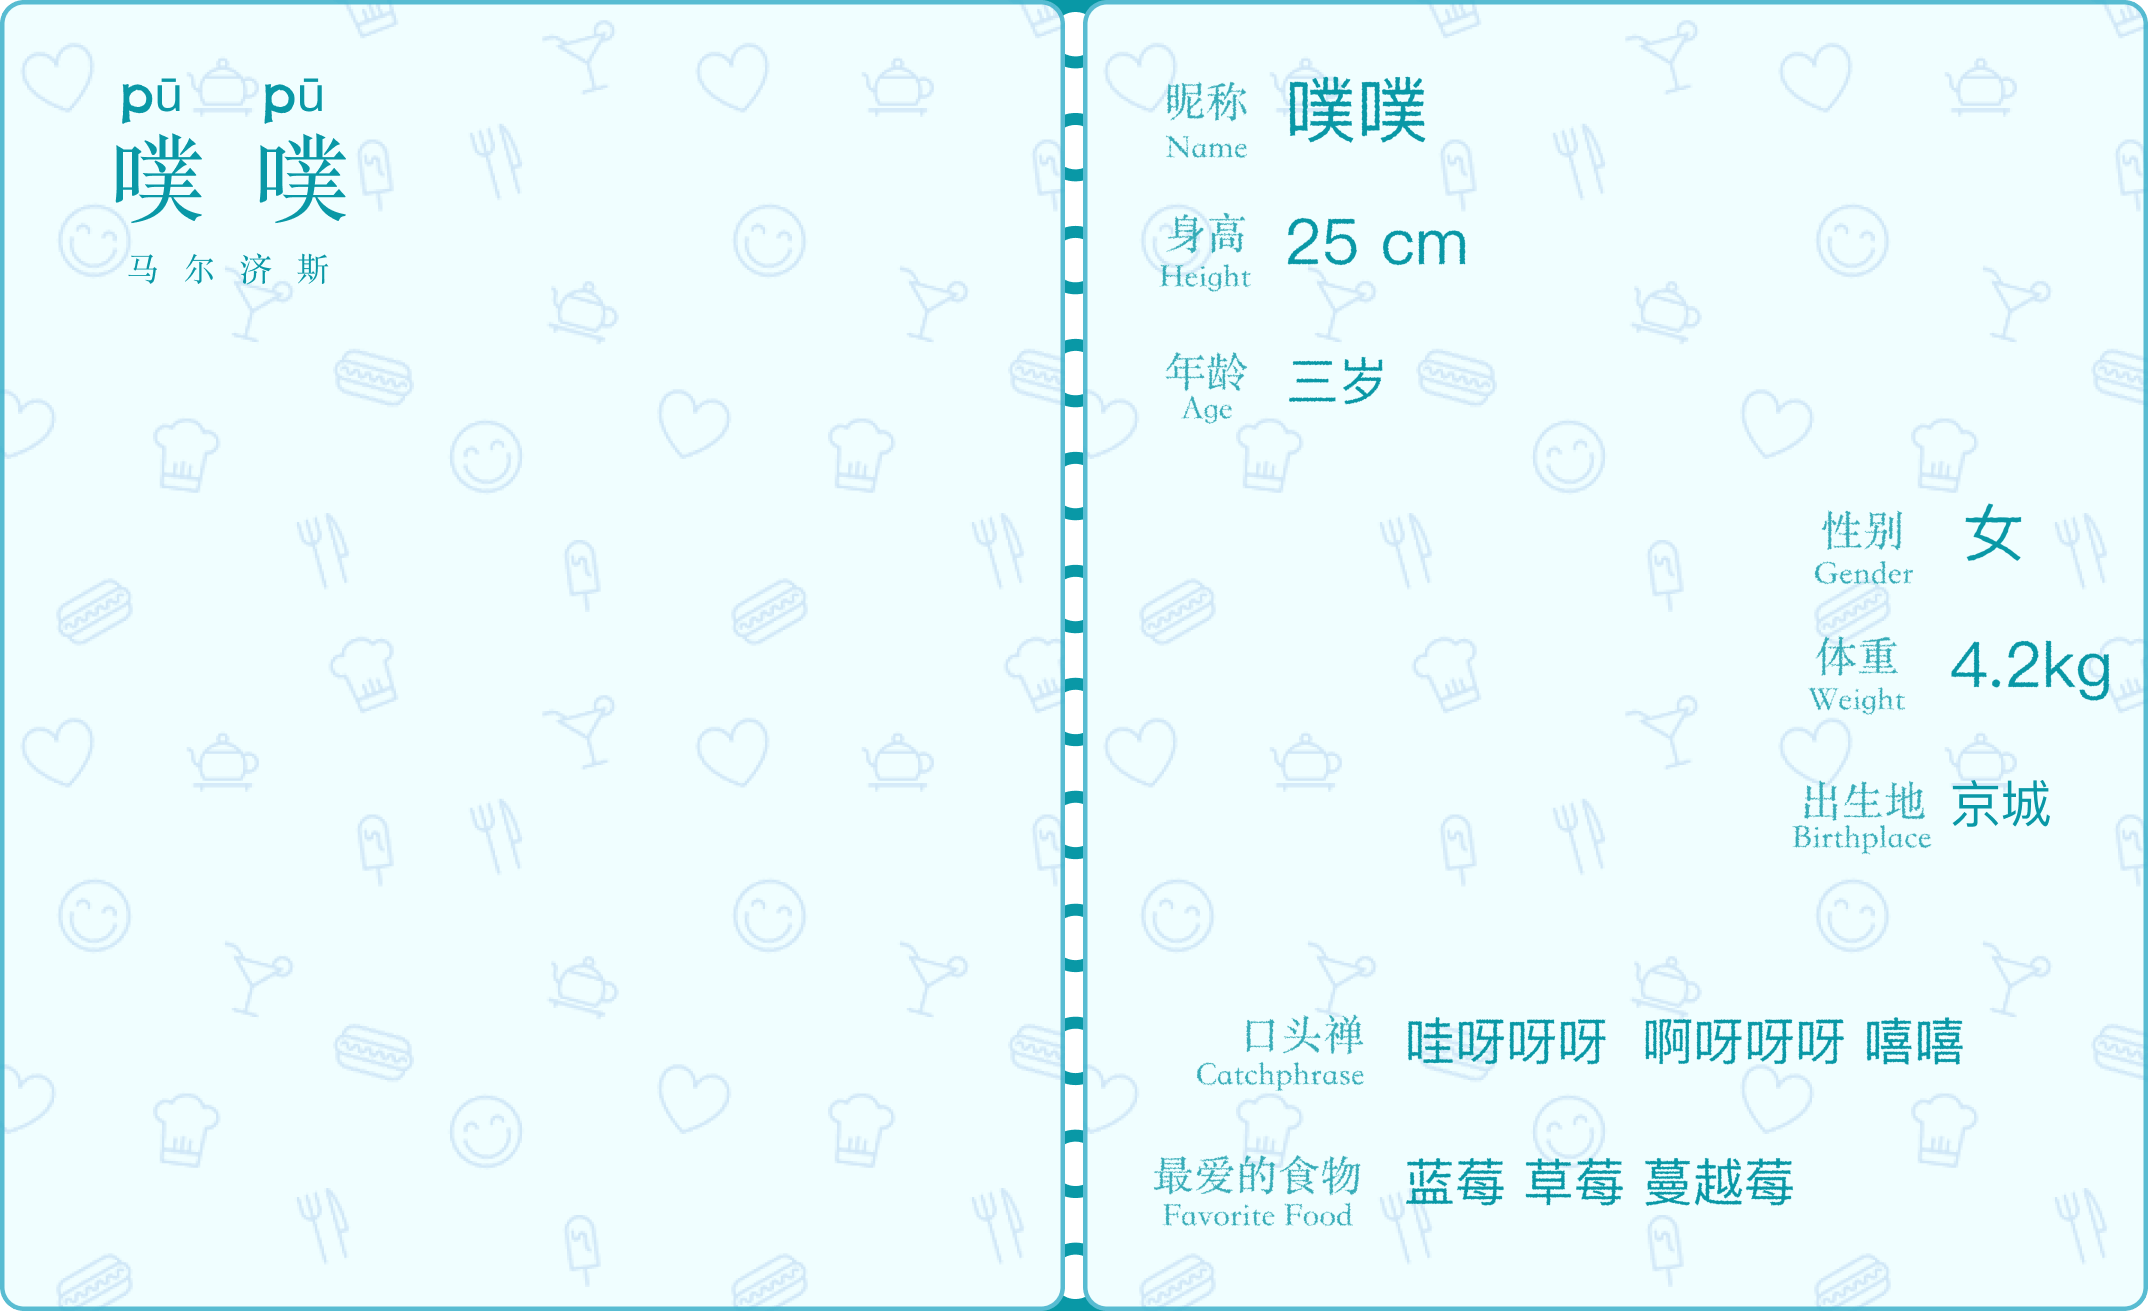 pū pū
噗 噗
马尔济斯
昵称 噗噗
Name
身高 25 cm
Height
年龄 三岁
Age
性别 女
Gender
体重 4.2kg
Weight
出生地 京城
Birthplace
口头禅 哇呀呀呀 啊呀呀呀 嘻嘻
Catchphrase
最爱的食物 蓝莓 草莓 蔓越莓
Favorite Food